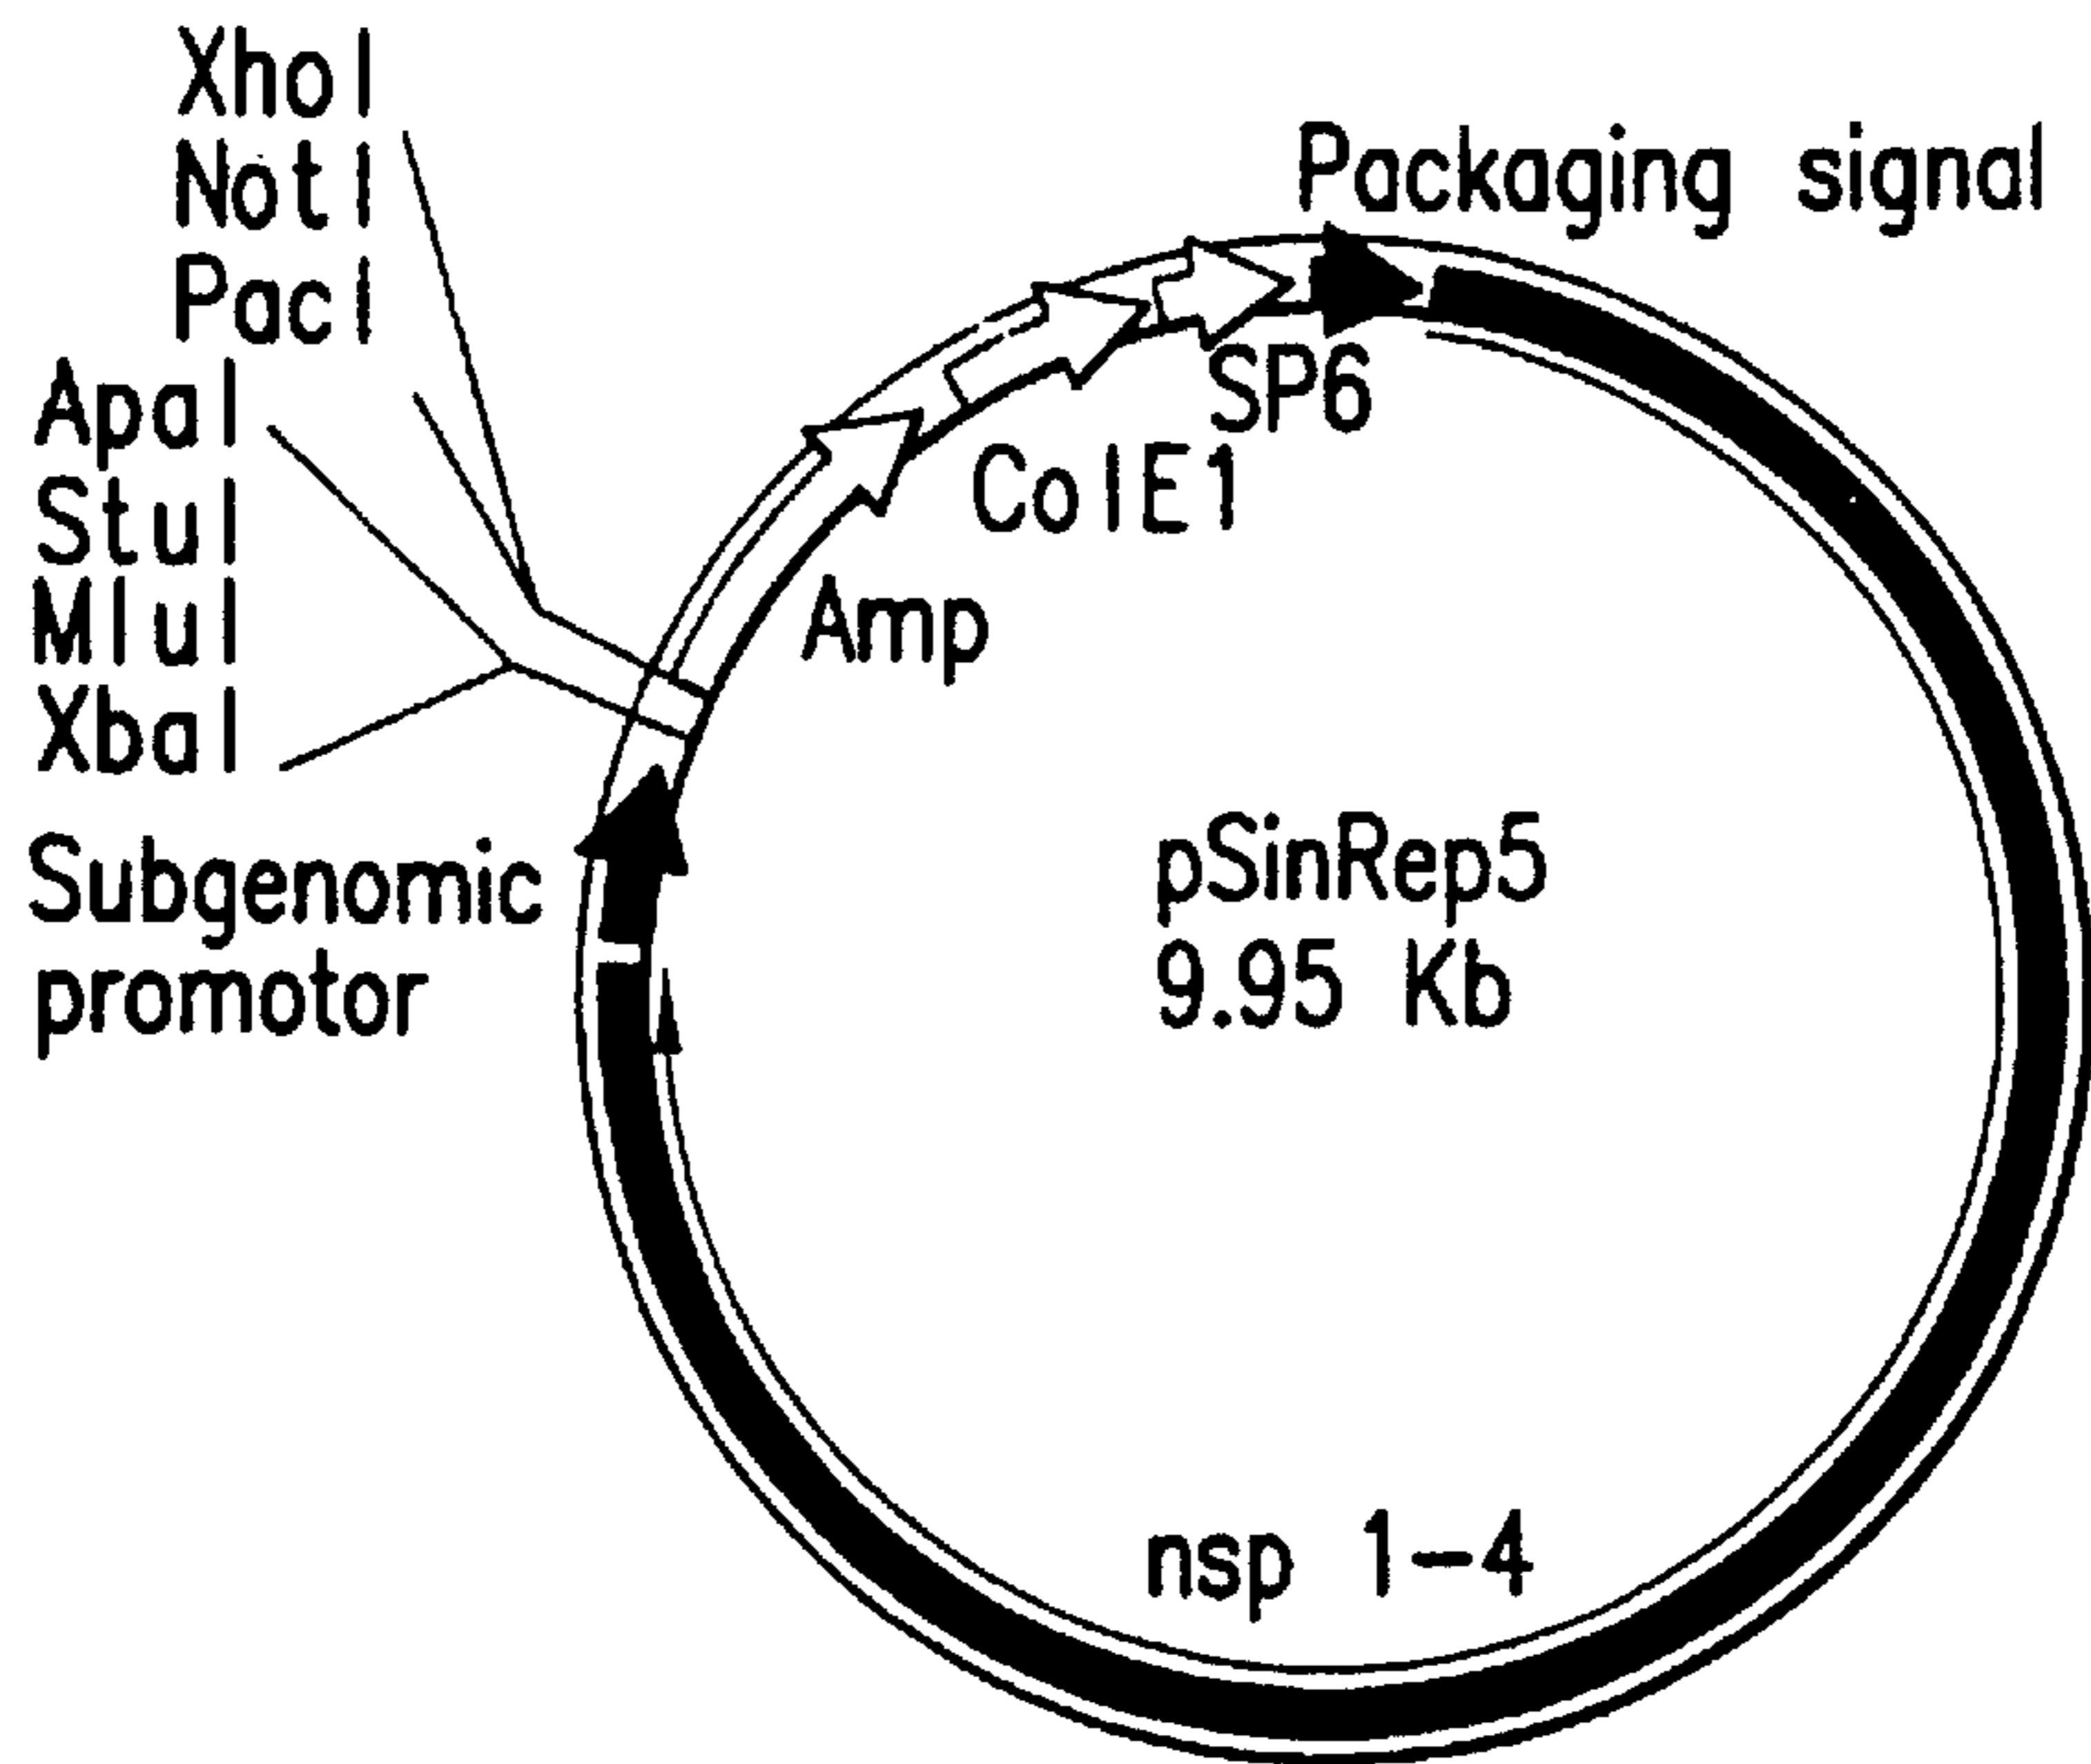 XhoI
NotI
PacI
ApaI
StuI
MluI
XbaI
Subgenomic
promotor
Packaging signal
SP6
ColE1
Amp
pSinRep5
9.95 Kb
nsp 1-4